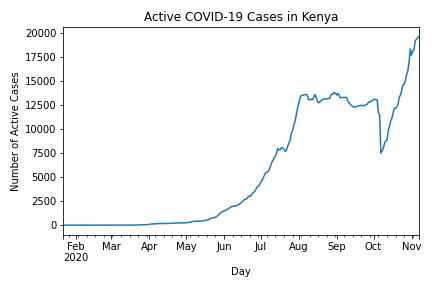 Active COVID-19 Cases in Kenya
Number of Active Cases
20000
17500
15000
12500
10000
7500
5000
2500
0
Feb Mar Apr May Jun Jul Aug Sep Oct Nov
2020
Day